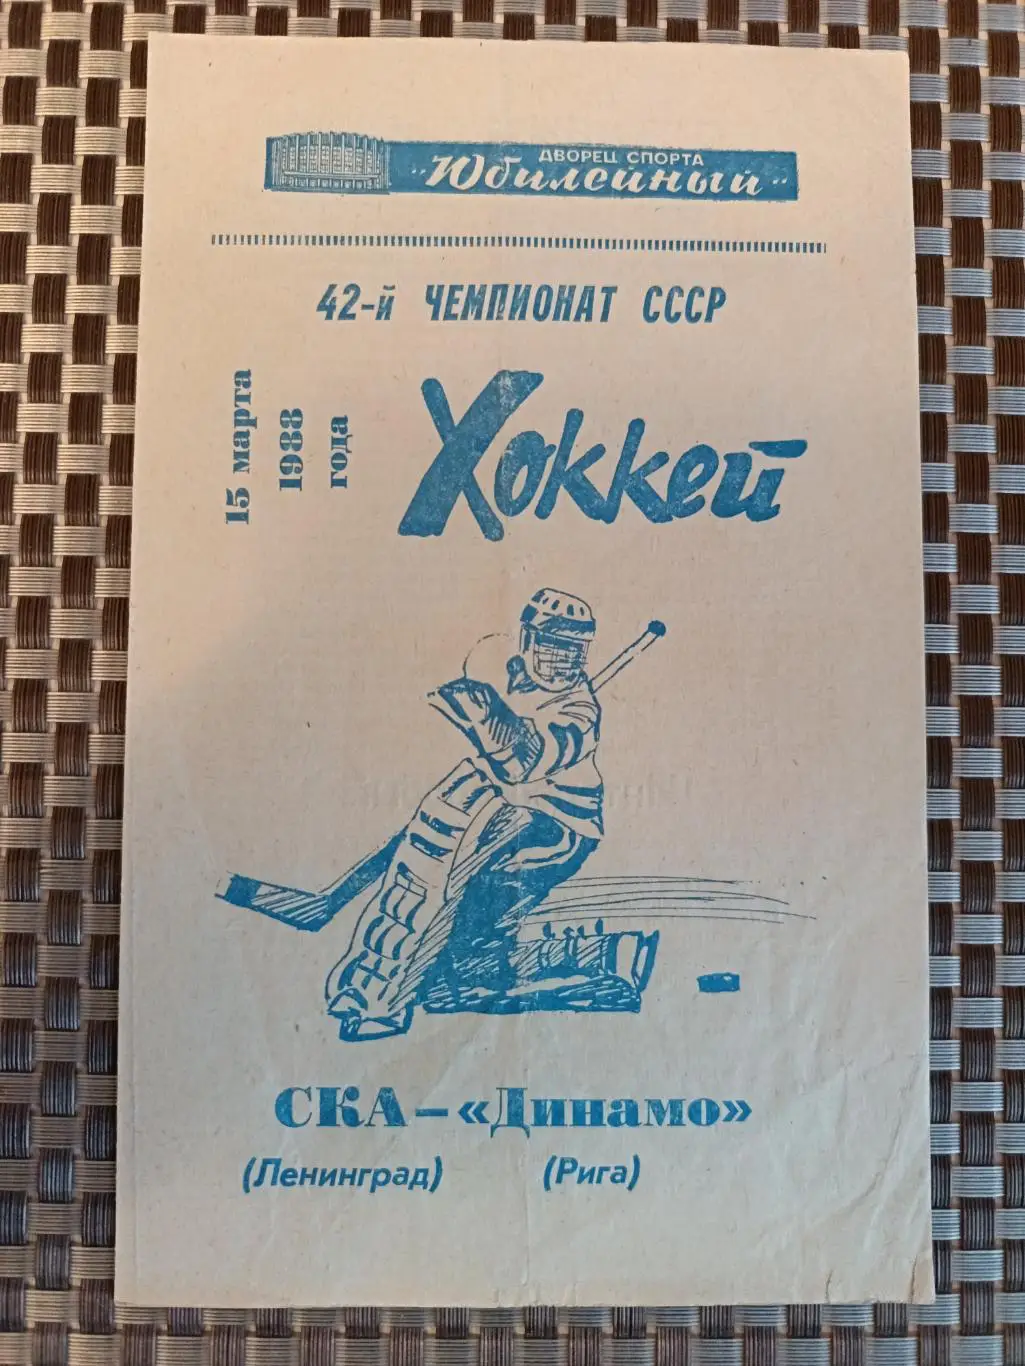 ДВОРЕЦ СПОРТА
"Юбилейный"
42-й ЧЕМПИОНАТ СССР
15 марта
1988
года
Хоккей
СКА – «Динамо»
(Ленинград) (Рига)